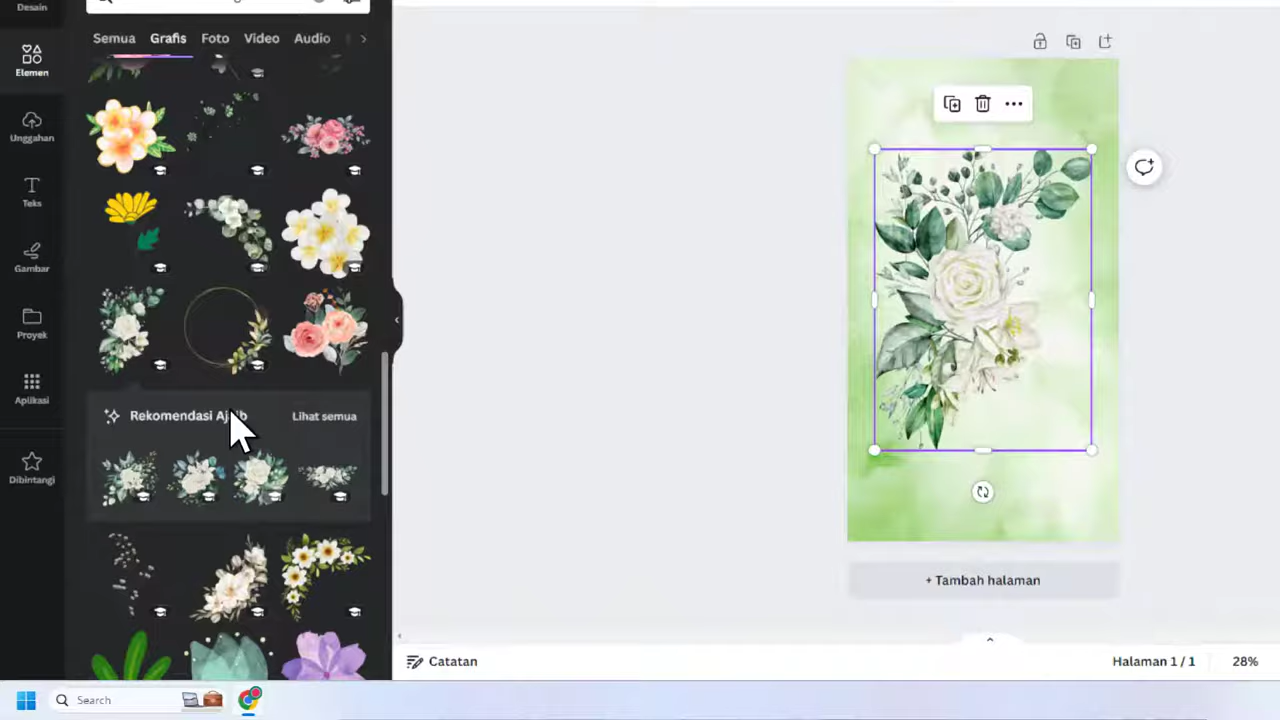 Desain
Semua Grafis Foto Video Audio
Elemen
Unggahan
Teks
Gambar
Proyek
Aplikasi
Dibintangi
Rekomendasi
Lihat semua
+ Tambah halaman
Catatan
Halaman 1 / 1
28%
Search